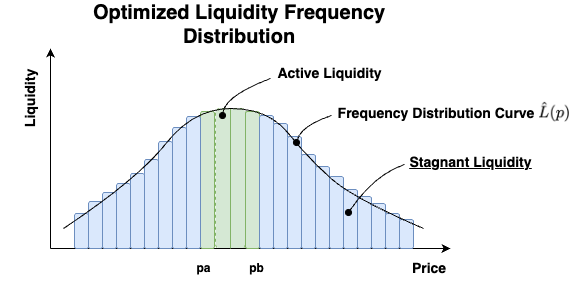 Optimized Liquidity Frequency
Distribution
Active Liquidity
Frequency Distribution Curve L̂(p)
Stagnant Liquidity
Liquidity
pa
pb
Price